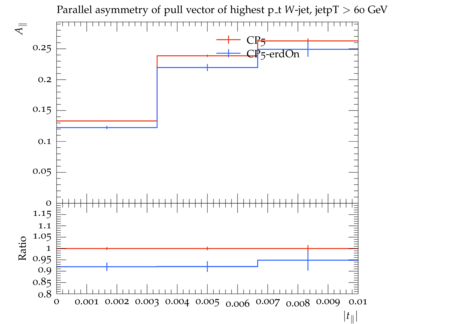 Parallel asymmetry of pull vector of highest p.t W-jet, jetpT > 60 GeV
A∥
CP5
CP5-erdOn
0.25
0.2
0.15
0.1
0.05
0
Ratio
1.15
1.1
1.05
1
0.95
0.9
0.85
0.8
0 0.001 0.002 0.003 0.004 0.005 0.006 0.007 0.008 0.009 0.01
|t∥|